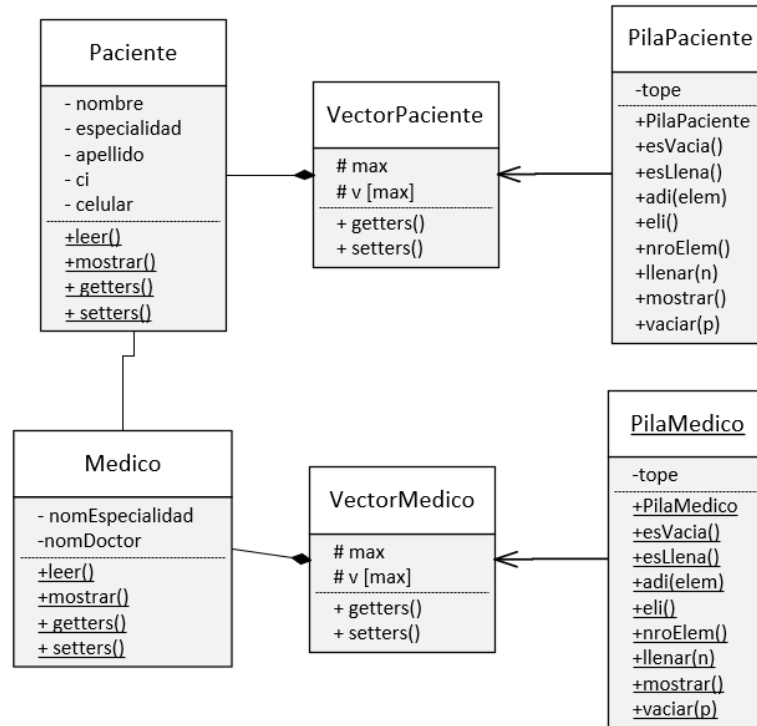 Paciente
- nombre
- especialidad
- apellido
- ci
- celular
+leer()
+mostrar()
+ getters()
+ setters()
VectorPaciente
# max
# v [max]
+ getters()
+ setters()
PilaPaciente
-tope
+PilaPaciente
+esVacia()
+esLlena()
+adi(elem)
+eli()
+nroElem()
+llenar(n)
+mostrar()
+vaciar(p)
Medico
- nomEspecialidad
-nomDoctor
+leer()
+mostrar()
+ getters()
+ setters()
VectorMedico
# max
# v [max]
+ getters()
+ setters()
PilaMedico
-tope
+PilaMedico
+esVacia()
+esLlena()
+adi(elem)
+eli()
+nroElem()
+llenar(n)
+mostrar()
+vaciar(p)